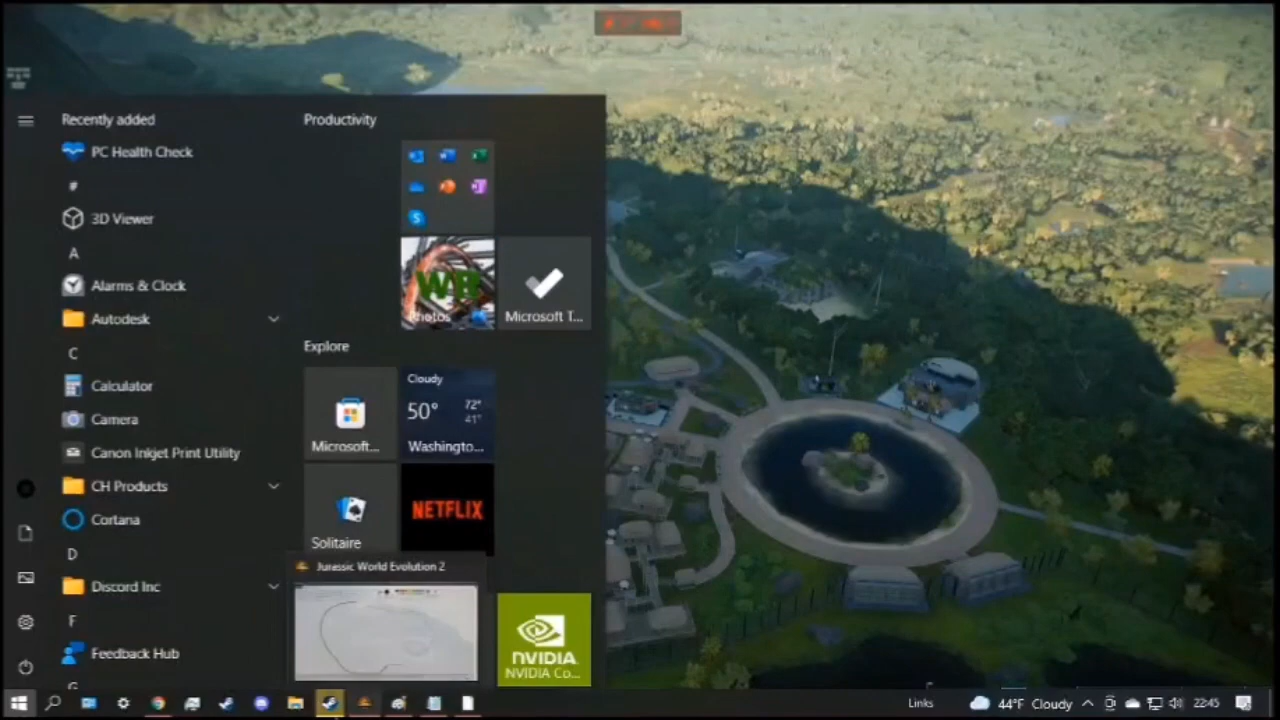 Recently added
PC Health Check
#
3D Viewer
A
Alarms & Clock
Autodesk
C
Calculator
Camera
Canon Inkjet Print Utility
CH Products
Cortana
D
Discord Inc
F
Feedback Hub
G
Productivity
WB
Photos
Microsoft T...
Explore
Microsoft...
Cloudy
50°
72°
41°
Washingto...
Solitaire
NETFLIX
Jurassic World Evolution 2
NVIDIA
NVIDIA Co...
Links
44°F Cloudy
22:45